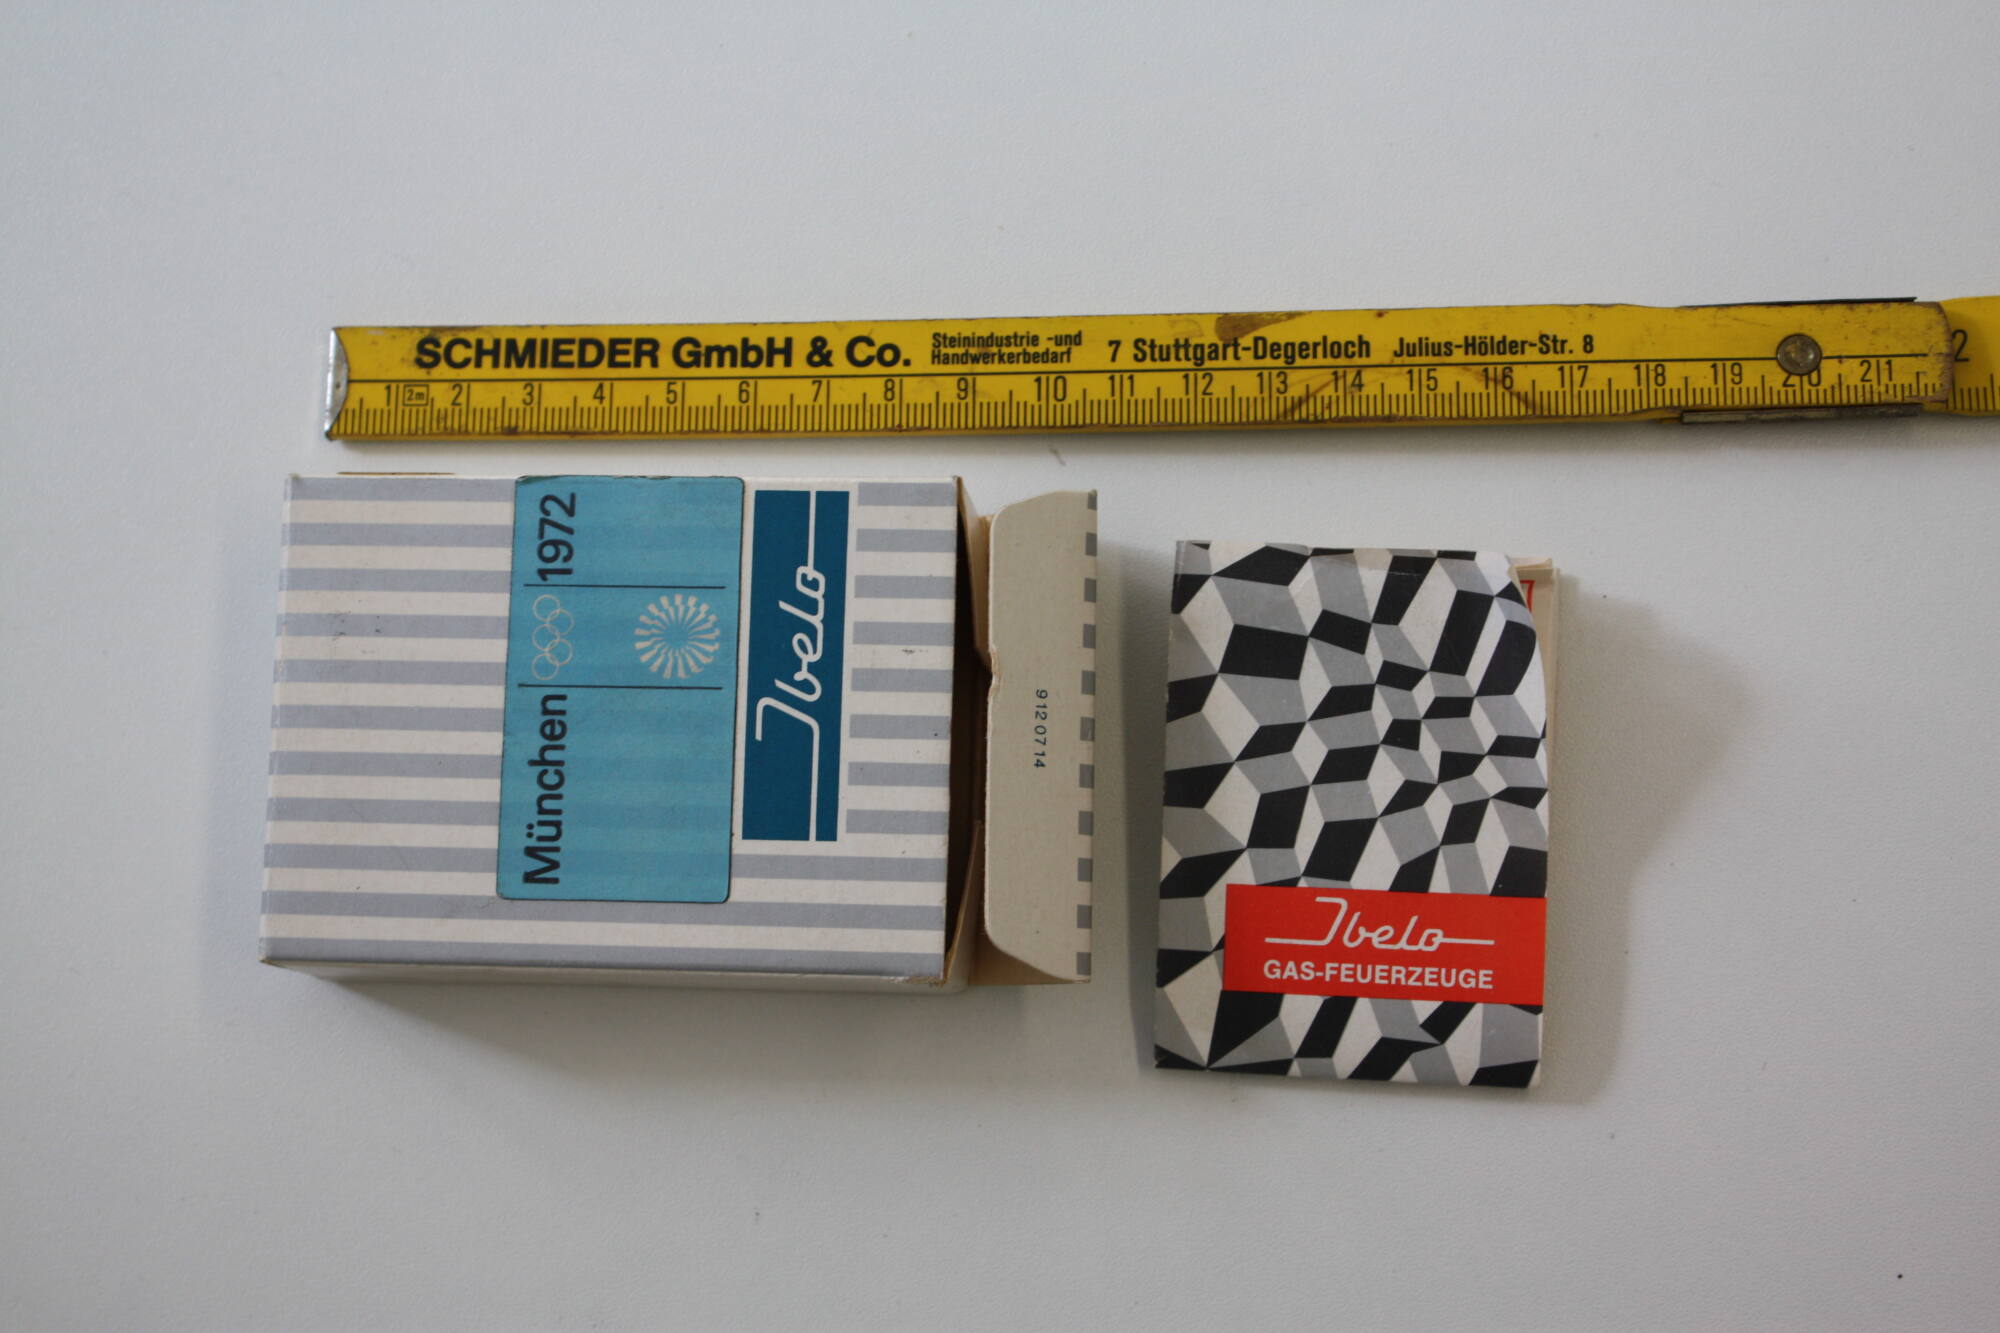 SCHMIEDER GmbH & Co.
Steinindustrie -und
Handwerkerbedarf
7 Stuttgart-Degerloch Julius-Hölder-Str. 8
1 2m 2 3 4 5 6 7 8 9 10 11 12 13 14 15 16 17 18 19 20 21 2
München 1972
Ibelo
9120714
Ibelo
GAS-FEUERZEUGE